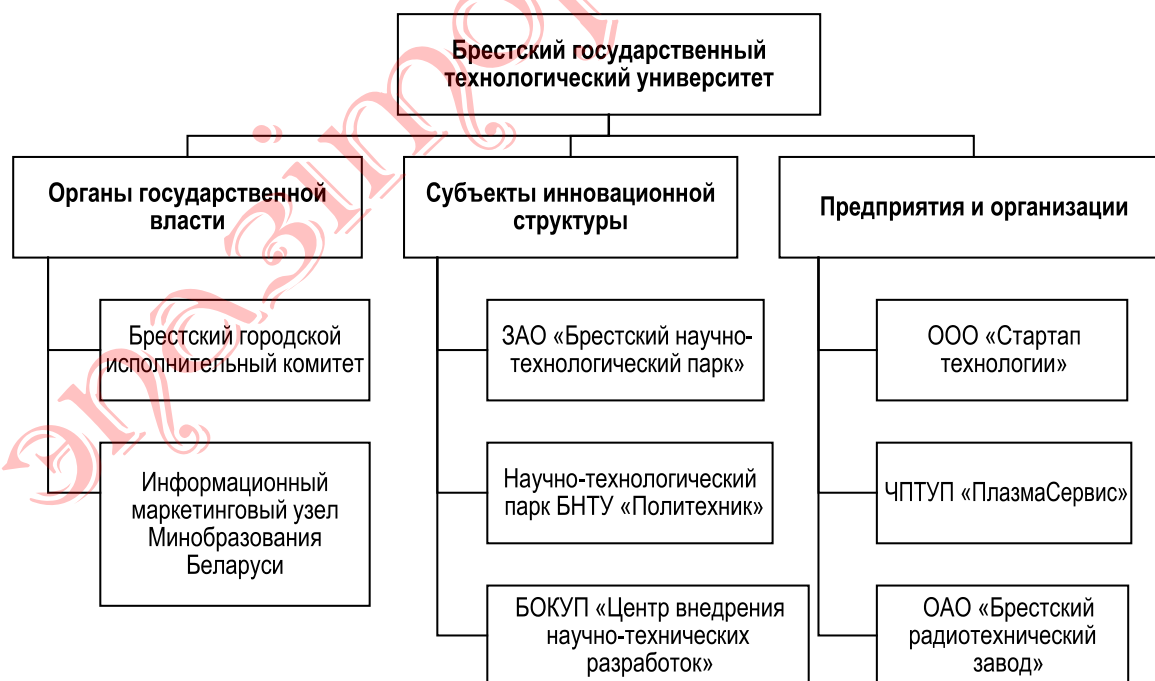 Брестский государственный
технологический университет
Органы государственной
власти
Субъекты инновационной
структуры
Предприятия и организации
Брестский городской
исполнительный комитет
ЗАО «Брестский научно-
технологический парк»
ООО «Стартап
технологии»
Информационный
маркетинговый узел
Минобразования
Беларуси
Научно-технологический
парк БНТУ «Политехник»
ЧПТУП «ПлазмаСервис»
БОКУП «Центр внедрения
научно-технических
разработок»
ОАО «Брестский
радиотехнический
завод»